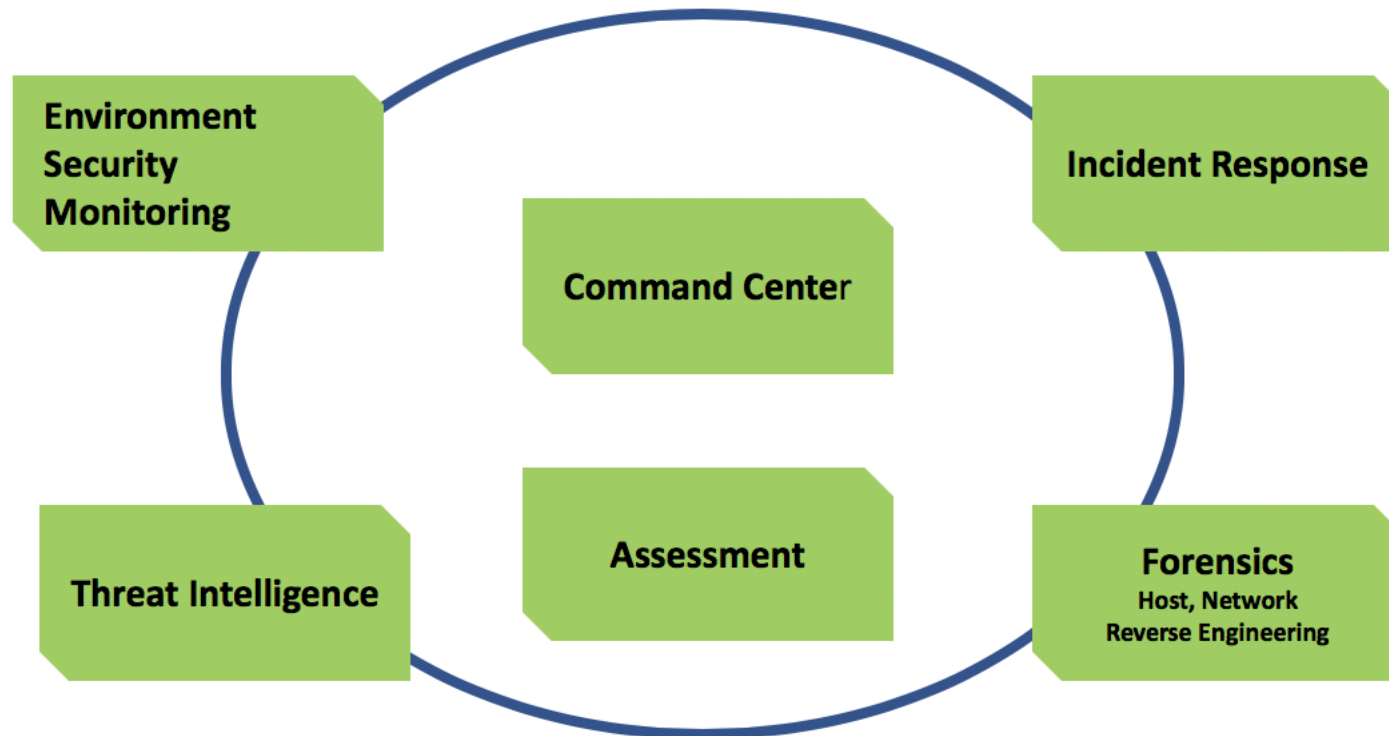 Environment
Security
Monitoring
Incident Response
Command Center
Threat Intelligence
Assessment
Forensics
Host, Network
Reverse Engineering